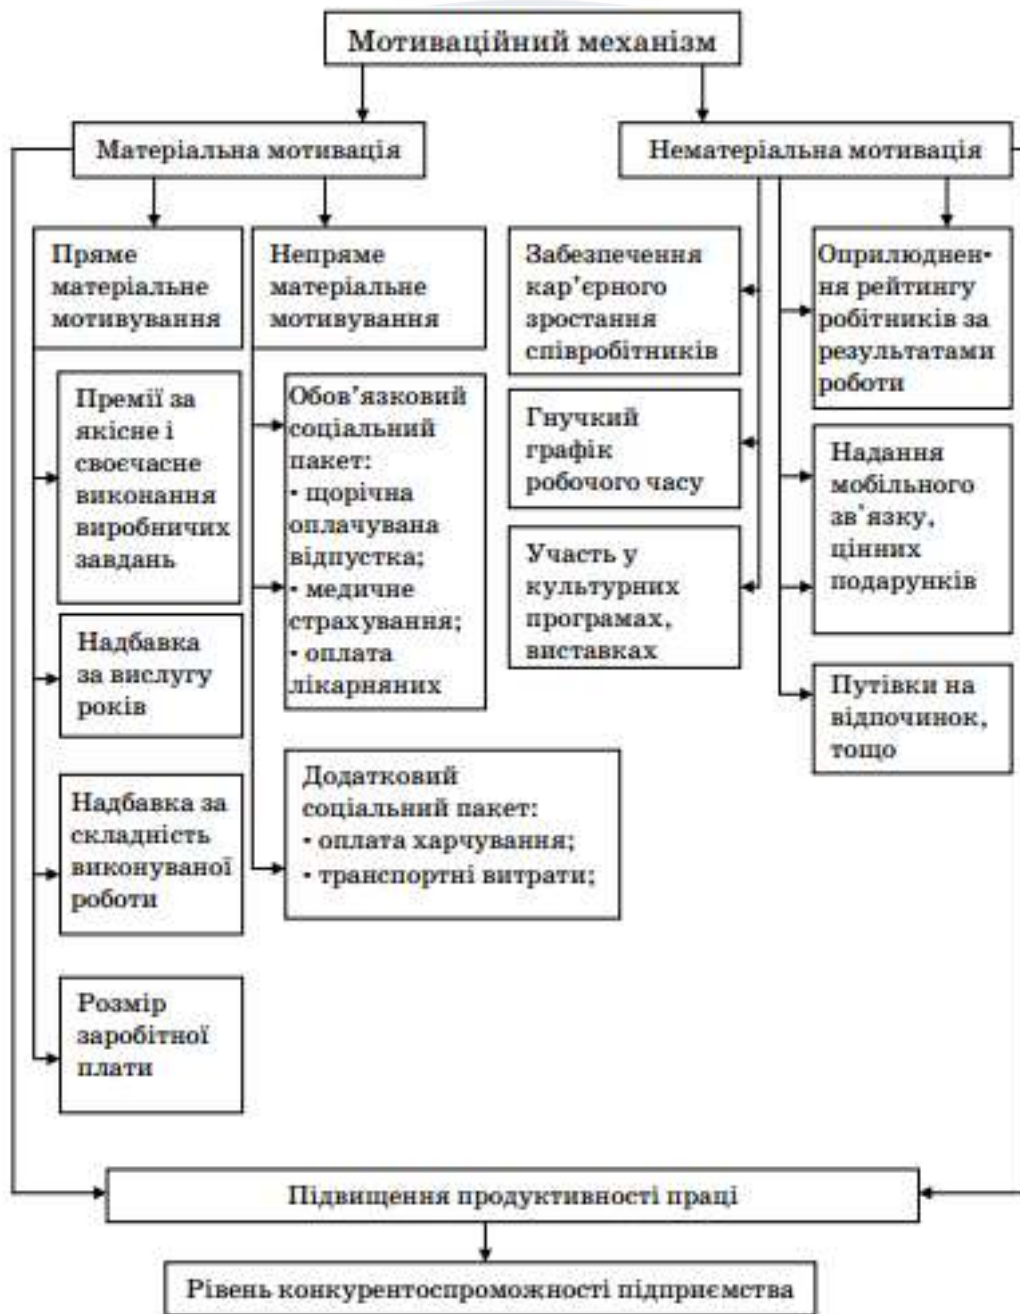 Мотиваційний механізм
Матеріальна мотивація
Нематеріальна мотивація
Пряме
матеріальне
мотивування
Непряме
матеріальне
мотивування
Забезпечення
кар’єрного
зростання
співробітників
Оприлюднен-
ня рейтингу
робітників за
результатами
роботи
Премії за
якісне і
своєчасне
виконання
виробничих
завдань
Обов’язковий
соціальний
пакет:
• щорічна
оплачувана
відпустка;
• медичне
страхування;
• оплата
лікарняних
Гнучкий
графік
робочого часу
Надання
мобільного
зв’язку,
цінних
подарунків
Участь у
культурних
програмах,
виставках
Надбавка
за вислугу
років
Путівки на
відпочинок,
тощо
Надбавка за
складність
виконуваної
роботи
Додатковий
соціальний пакет:
• оплата харчування;
• транспортні витрати;
Розмір
заробітної
плати
Підвищення продуктивності праці
Рівень конкурентоспроможності підприємства